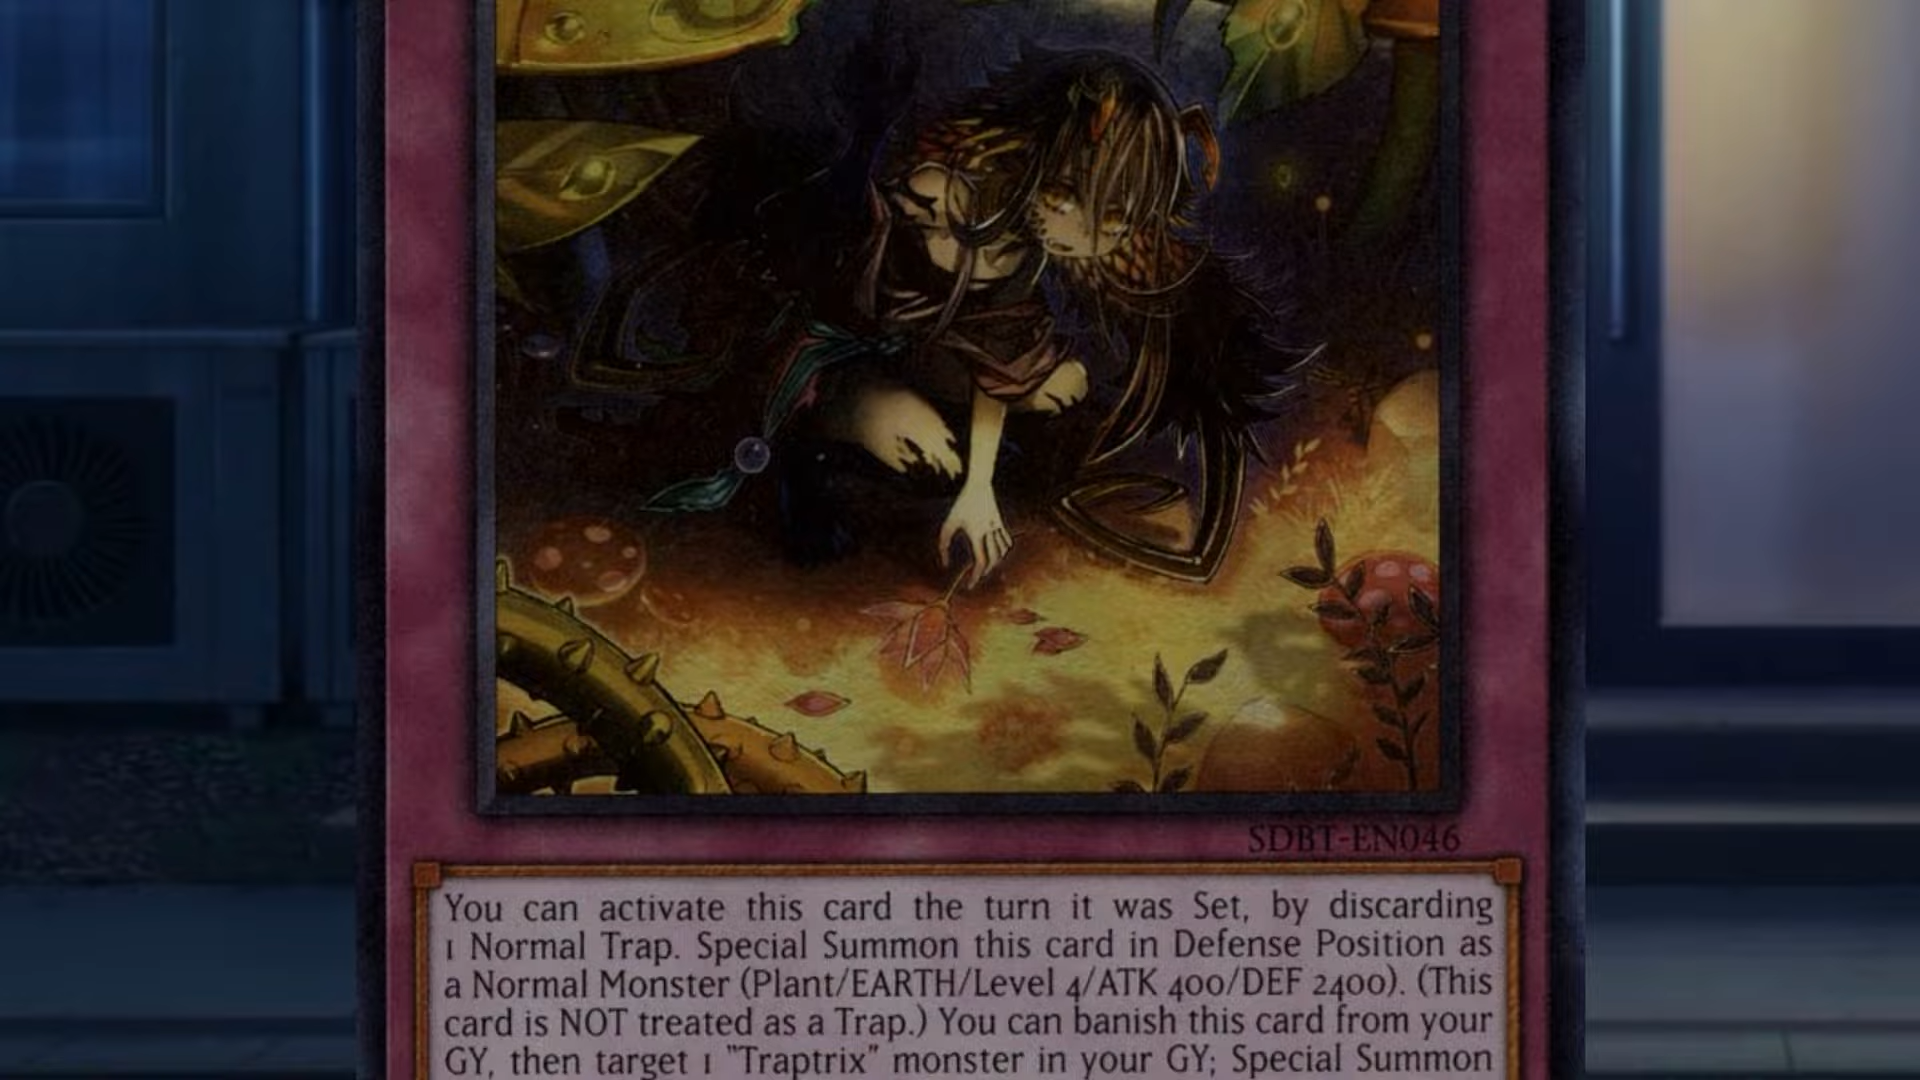 SDBT-EN046
You can activate this card the turn it was Set, by discarding
1 Normal Trap. Special Summon this card in Defense Position as
a Normal Monster (Plant/EARTH/Level 4/ATK 400/DEF 2400). (This
card is NOT treated as a Trap.) You can banish this card from your
GY, then target 1 "Traptrix" monster in your GY; Special Summon